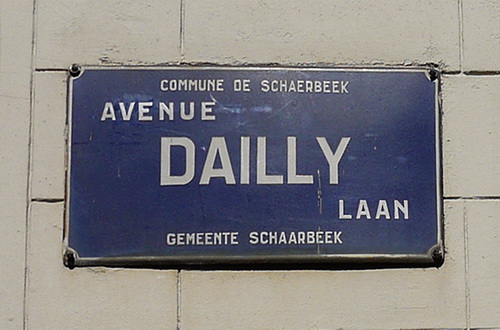 COMMUNE DE SCHAERBEEK
AVENUE
DAILLY
LAAN
GEMEENTE SCHAARBEEK